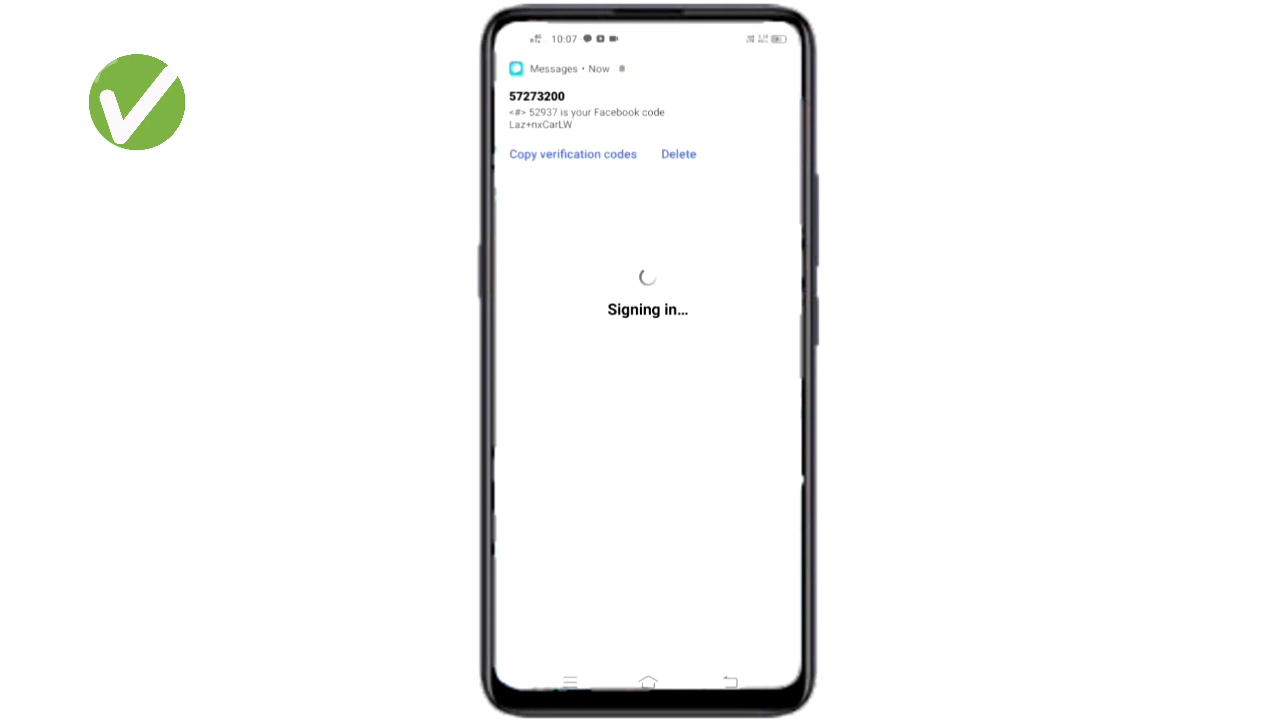 10:07
Messages • Now
57273200
<#> 52937 is your Facebook code
Laz+nxCarLW
Copy verification codes Delete
Signing in...